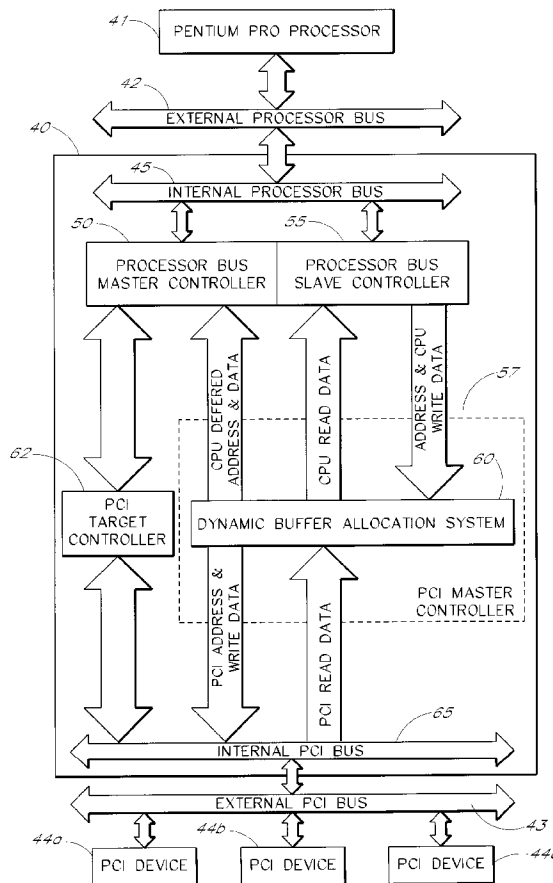 41
PENTIUM PRO PROCESSOR
42
EXTERNAL PROCESSOR BUS
40
45
INTERNAL PROCESSOR BUS
50
55
PROCESSOR BUS
MASTER CONTROLLER
PROCESSOR BUS
SLAVE CONTROLLER
CPU DEFERED
ADDRESS & DATA
CPU READ DATA
ADDRESS & CPU
WRITE DATA
57
62
60
PCI
TARGET
CONTROLLER
DYNAMIC BUFFER ALLOCATION SYSTEM
PCI MASTER
CONTROLLER
PCI ADDRESS &
WRITE DATA
PCI READ DATA
65
INTERNAL PCI BUS
EXTERNAL PCI BUS
43
44a
44b
PCI DEVICE
PCI DEVICE
PCI DEVICE